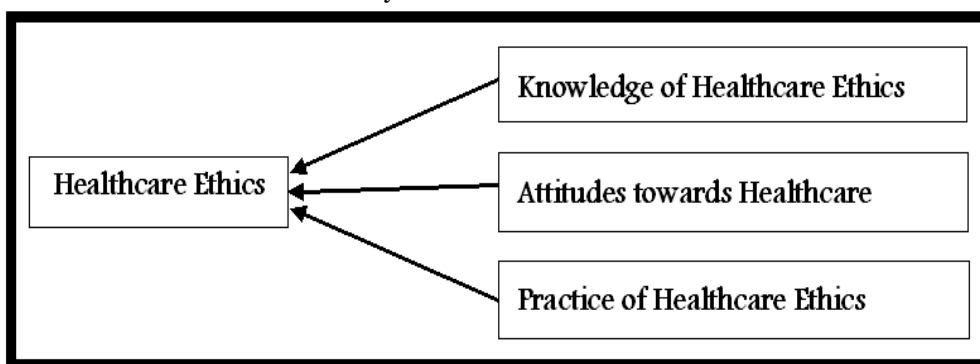 Healthcare Ethics
Knowledge of Healthcare Ethics
Attitudes towards Healthcare
Practice of Healthcare Ethics